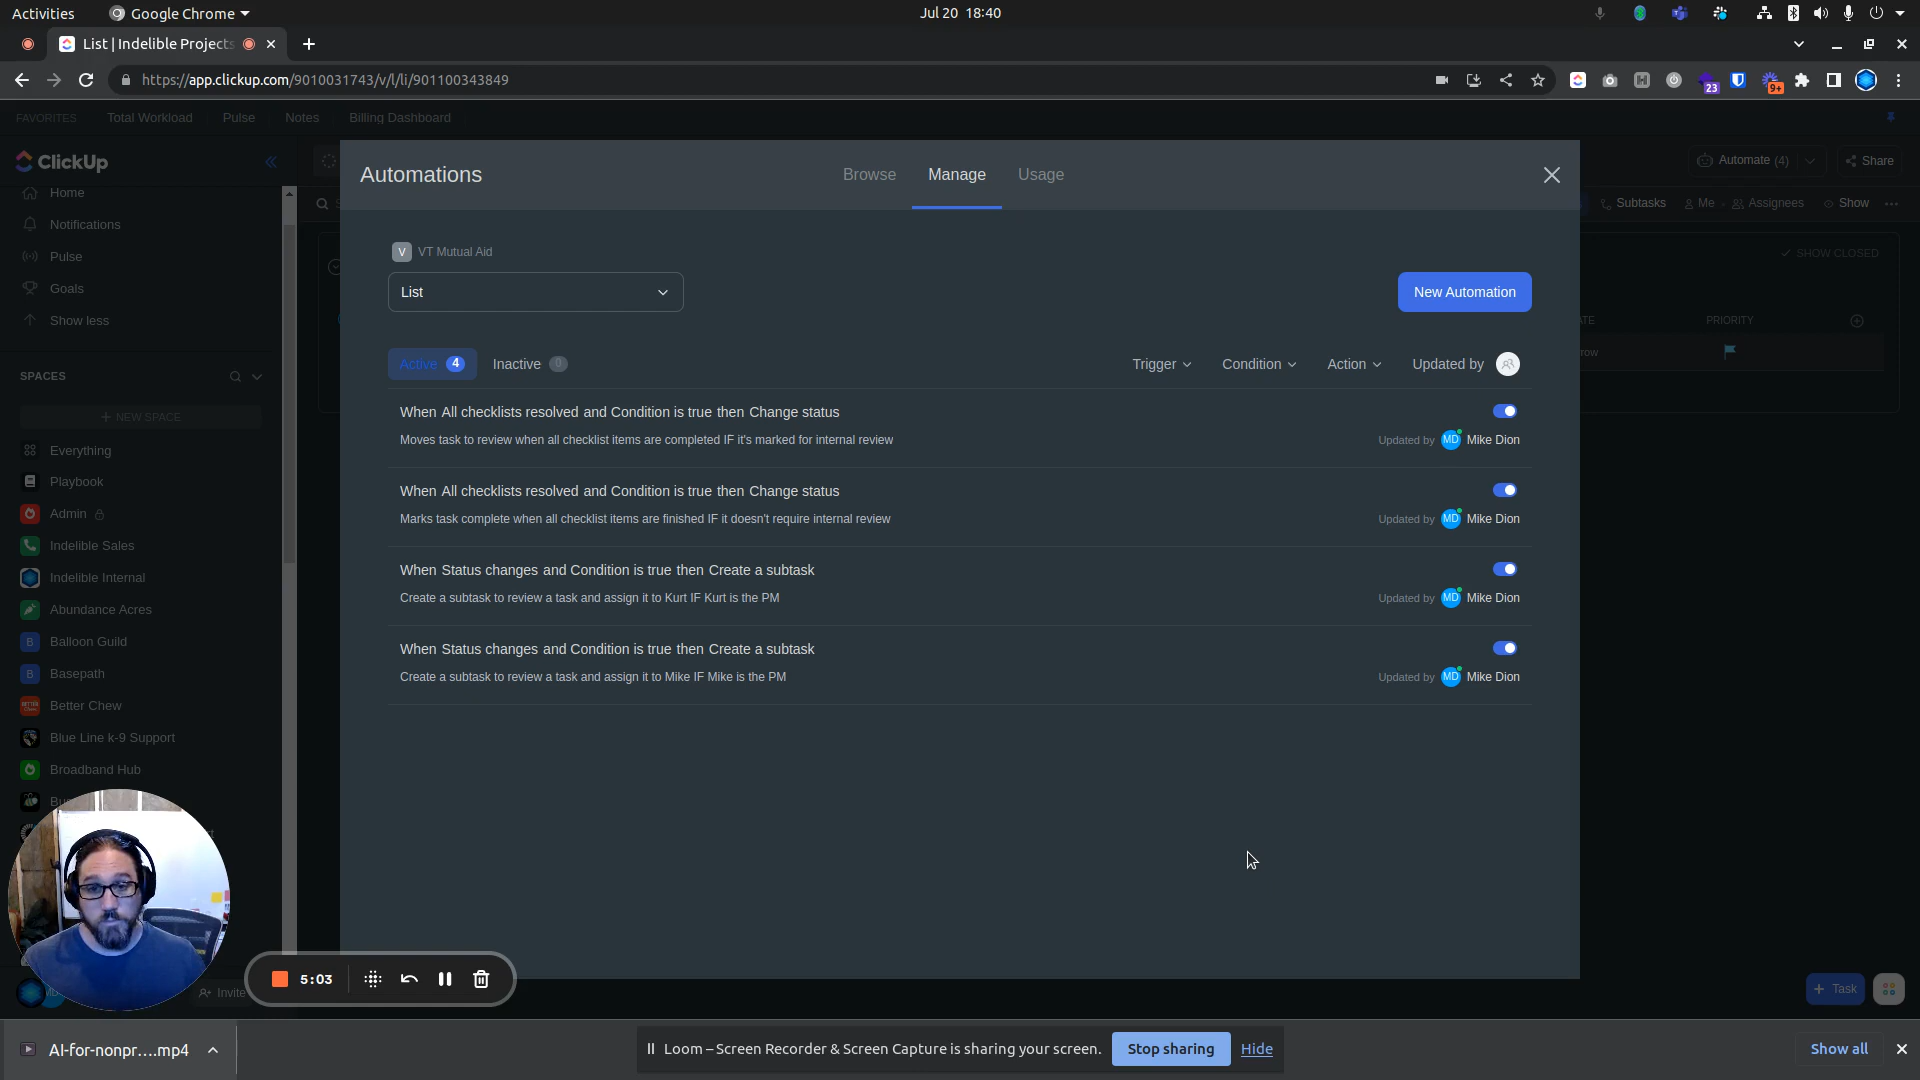 Activities
Google Chrome
Jul 20 18:40
List | Indelible Projects
https://app.clickup.com/9010031743/v/l/li/901100343849
23
9+
FAVORITES
Total Workload
Pulse
Notes
Billing Dashboard
ClickUp
Automate (4)
Share
Home
Notifications
Pulse
Goals
Show less
Subtasks
Me
Assignees
Show
SHOW CLOSED
PRIORITY
SPACES
+ NEW SPACE
Everything
Playbook
Admin
Indelible Sales
Indelible Internal
Abundance Acres
B Balloon Guild
B Basepath
Better Chew
Blue Line k-9 Support
Broadband Hub
Automations
Browse
Manage
Usage
V VT Mutual Aid
List
New Automation
Active 4
Inactive 0
Trigger
Condition
Action
Updated by
When All checklists resolved and Condition is true then Change status
Moves task to review when all checklist items are completed IF it's marked for internal review
Updated by MD Mike Dion
When All checklists resolved and Condition is true then Change status
Marks task complete when all checklist items are finished IF it doesn't require internal review
Updated by MD Mike Dion
When Status changes and Condition is true then Create a subtask
Create a subtask to review a task and assign it to Kurt IF Kurt is the PM
Updated by MD Mike Dion
When Status changes and Condition is true then Create a subtask
Create a subtask to review a task and assign it to Mike IF Mike is the PM
Updated by MD Mike Dion
5:03
Invite
+ Task
AI-for-nonpr....mp4
Loom – Screen Recorder & Screen Capture is sharing your screen.
Stop sharing
Hide
Show all